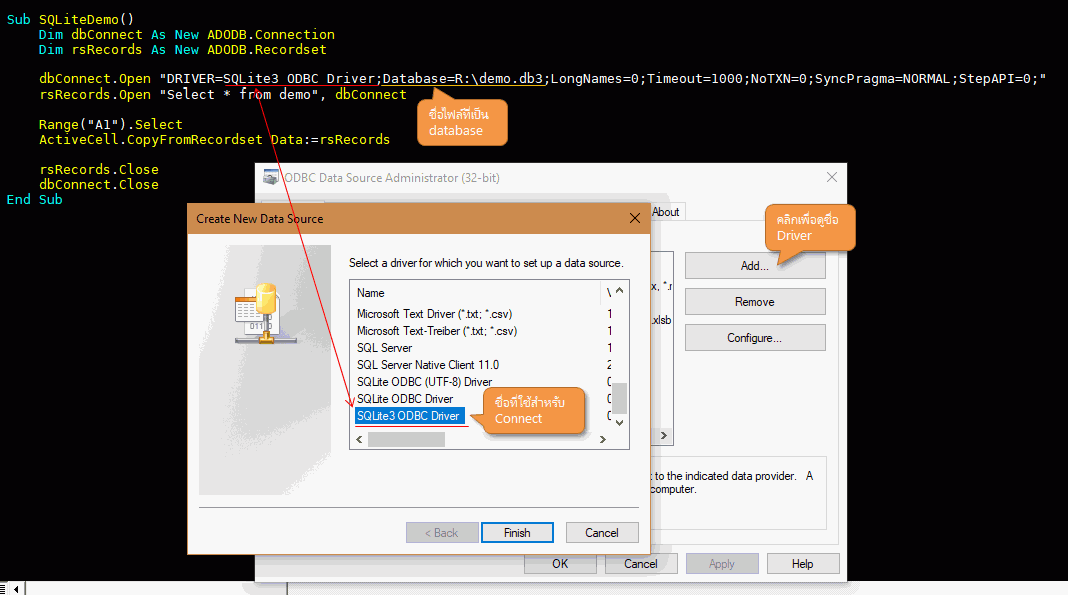 Sub SQLiteDemo()
Dim dbConnect As New ADODB.Connection
Dim rsRecords As New ADODB.Recordset
dbConnect.Open "DRIVER=SQLite3 ODBC Driver;Database=R:\demo.db3;LongNames=0;Timeout=1000;NoTXN=0;SyncPragma=NORMAL;StepAPI=0;"
rsRecords.Open "Select * from demo", dbConnect
ชื่อไฟล์ที่เป็น
database
Range("A1").Select
ActiveCell.CopyFromRecordset Data:=rsRecords
rsRecords.Close
dbConnect.Close
End Sub
ODBC Data Source Administrator (32-bit)
About
คลิกเพื่อดูชื่อ
Driver
Add...
Remove
Configure...
x, *.r
.xlsb
Create New Data Source
Select a driver for which you want to set up a data source.
Name
Microsoft Text Driver (*.txt; *.csv) 1
Microsoft Text-Treiber (*.txt; *.csv) 1
SQL Server 1
SQL Server Native Client 11.0 2
SQLite ODBC (UTF-8) Driver 0
SQLite ODBC Driver 0
SQLite3 ODBC Driver 0
ชื่อที่ใช้สำหรับ
Connect
to the indicated data provider. A
computer.
< Back
Finish
Cancel
OK
Cancel
Apply
Help